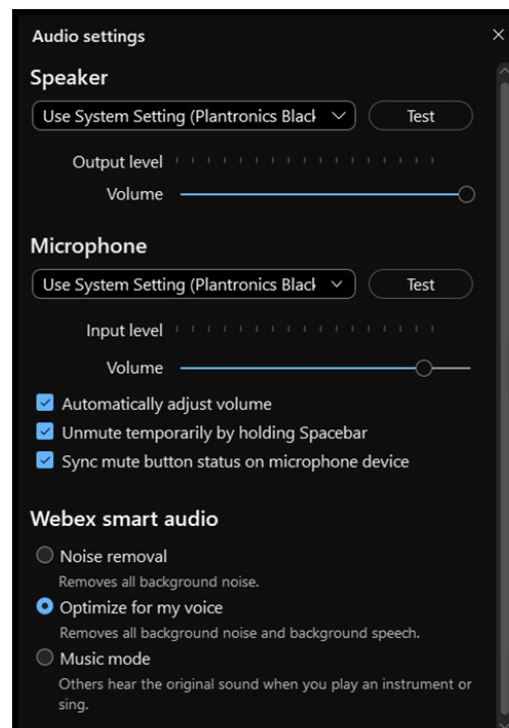 Audio settings
Speaker
Use System Setting (Plantronics Black
Test
Output level
Volume
Microphone
Use System Setting (Plantronics Black
Test
Input level
Volume
Automatically adjust volume
Unmute temporarily by holding Spacebar
Sync mute button status on microphone device
Webex smart audio
Noise removal
Removes all background noise.
Optimize for my voice
Removes all background noise and background speech.
Music mode
Others hear the original sound when you play an instrument or
sing.